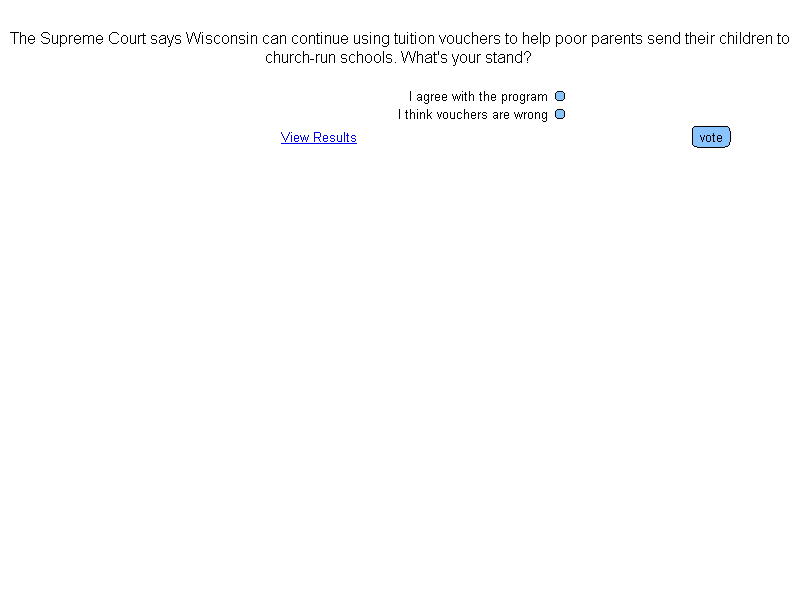 The Supreme Court says Wisconsin can continue using tuition vouchers to help poor parents send their children to
church-run schools. What's your stand?
I agree with the program
I think vouchers are wrong
View Results
vote